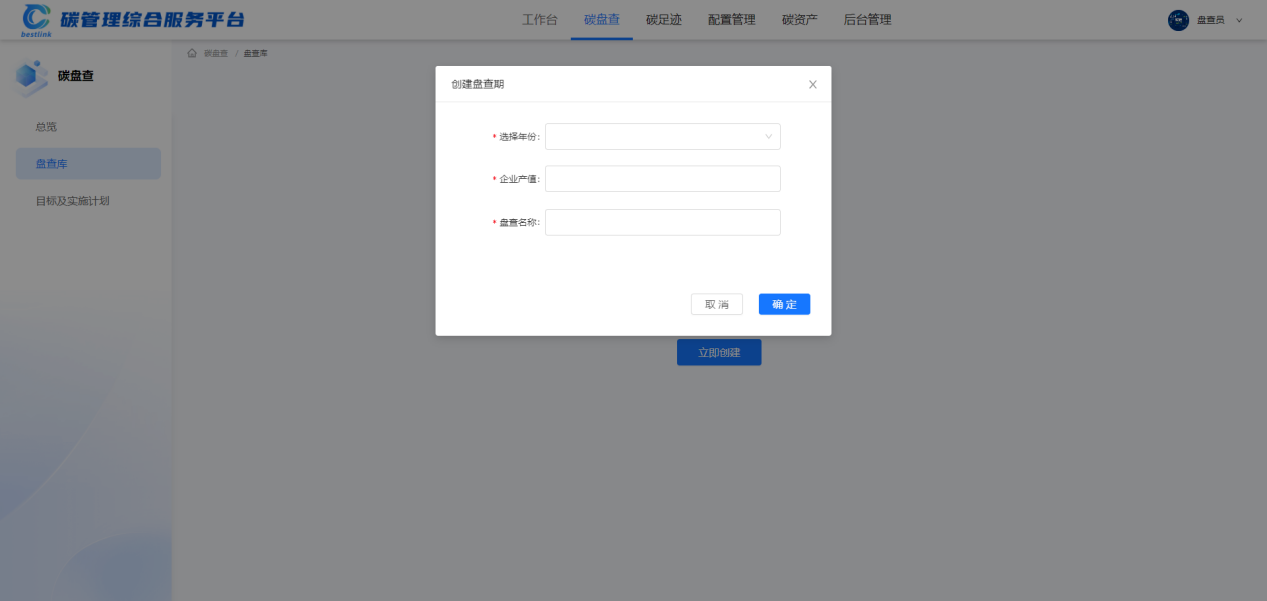 碳管理综合服务平台
bestlink
工作台 碳盘查 碳足迹 配置管理 碳资产 后台管理
盘查员
碳盘查 / 盘查库
碳盘查
总览
盘查库
目标及实施计划
创建盘查期
* 选择年份:
* 企业产值:
* 盘查名称:
取 消 确 定
立即创建